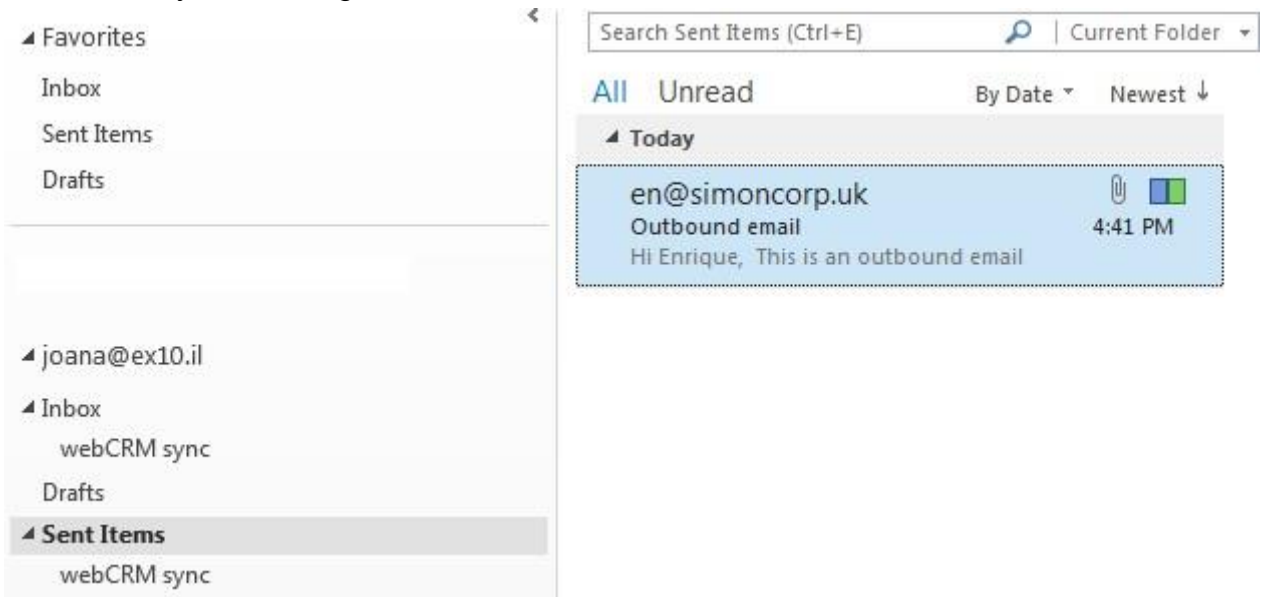 Favorites
Inbox
Sent Items
Drafts
joana@ex10.il
Inbox
webCRM sync
Drafts
Sent Items
webCRM sync
Search Sent Items (Ctrl+E)
Current Folder
All Unread By Date Newest
Today
en@simoncorp.uk
Outbound email 4:41 PM
Hi Enrique, This is an outbound email